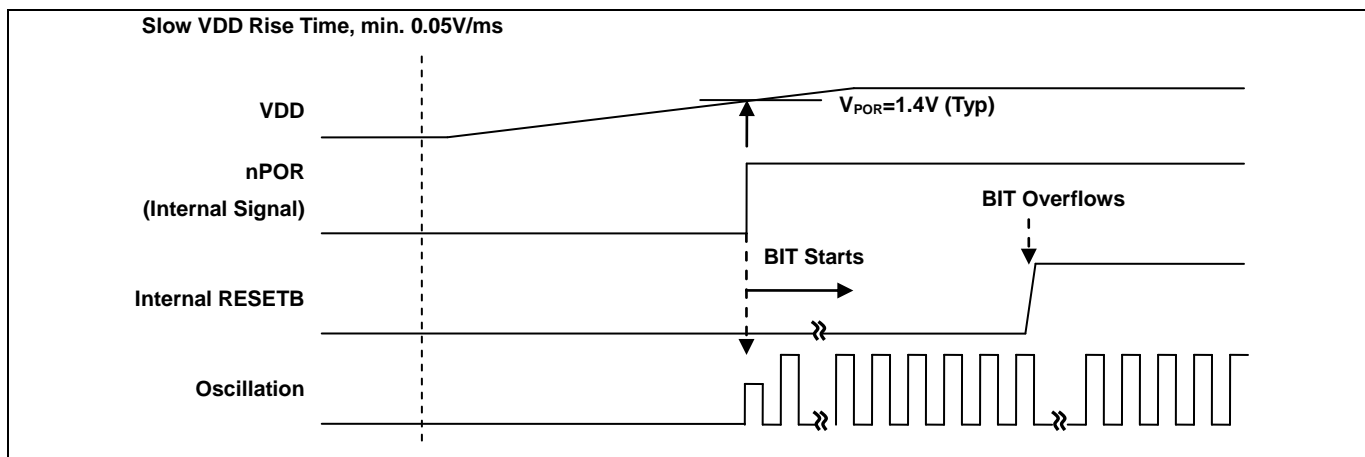 Slow VDD Rise Time, min. 0.05V/ms
VDD
VPOR=1.4V (Typ)
nPOR
(Internal Signal)
BIT Overflows
BIT Starts
Internal RESETB
Oscillation